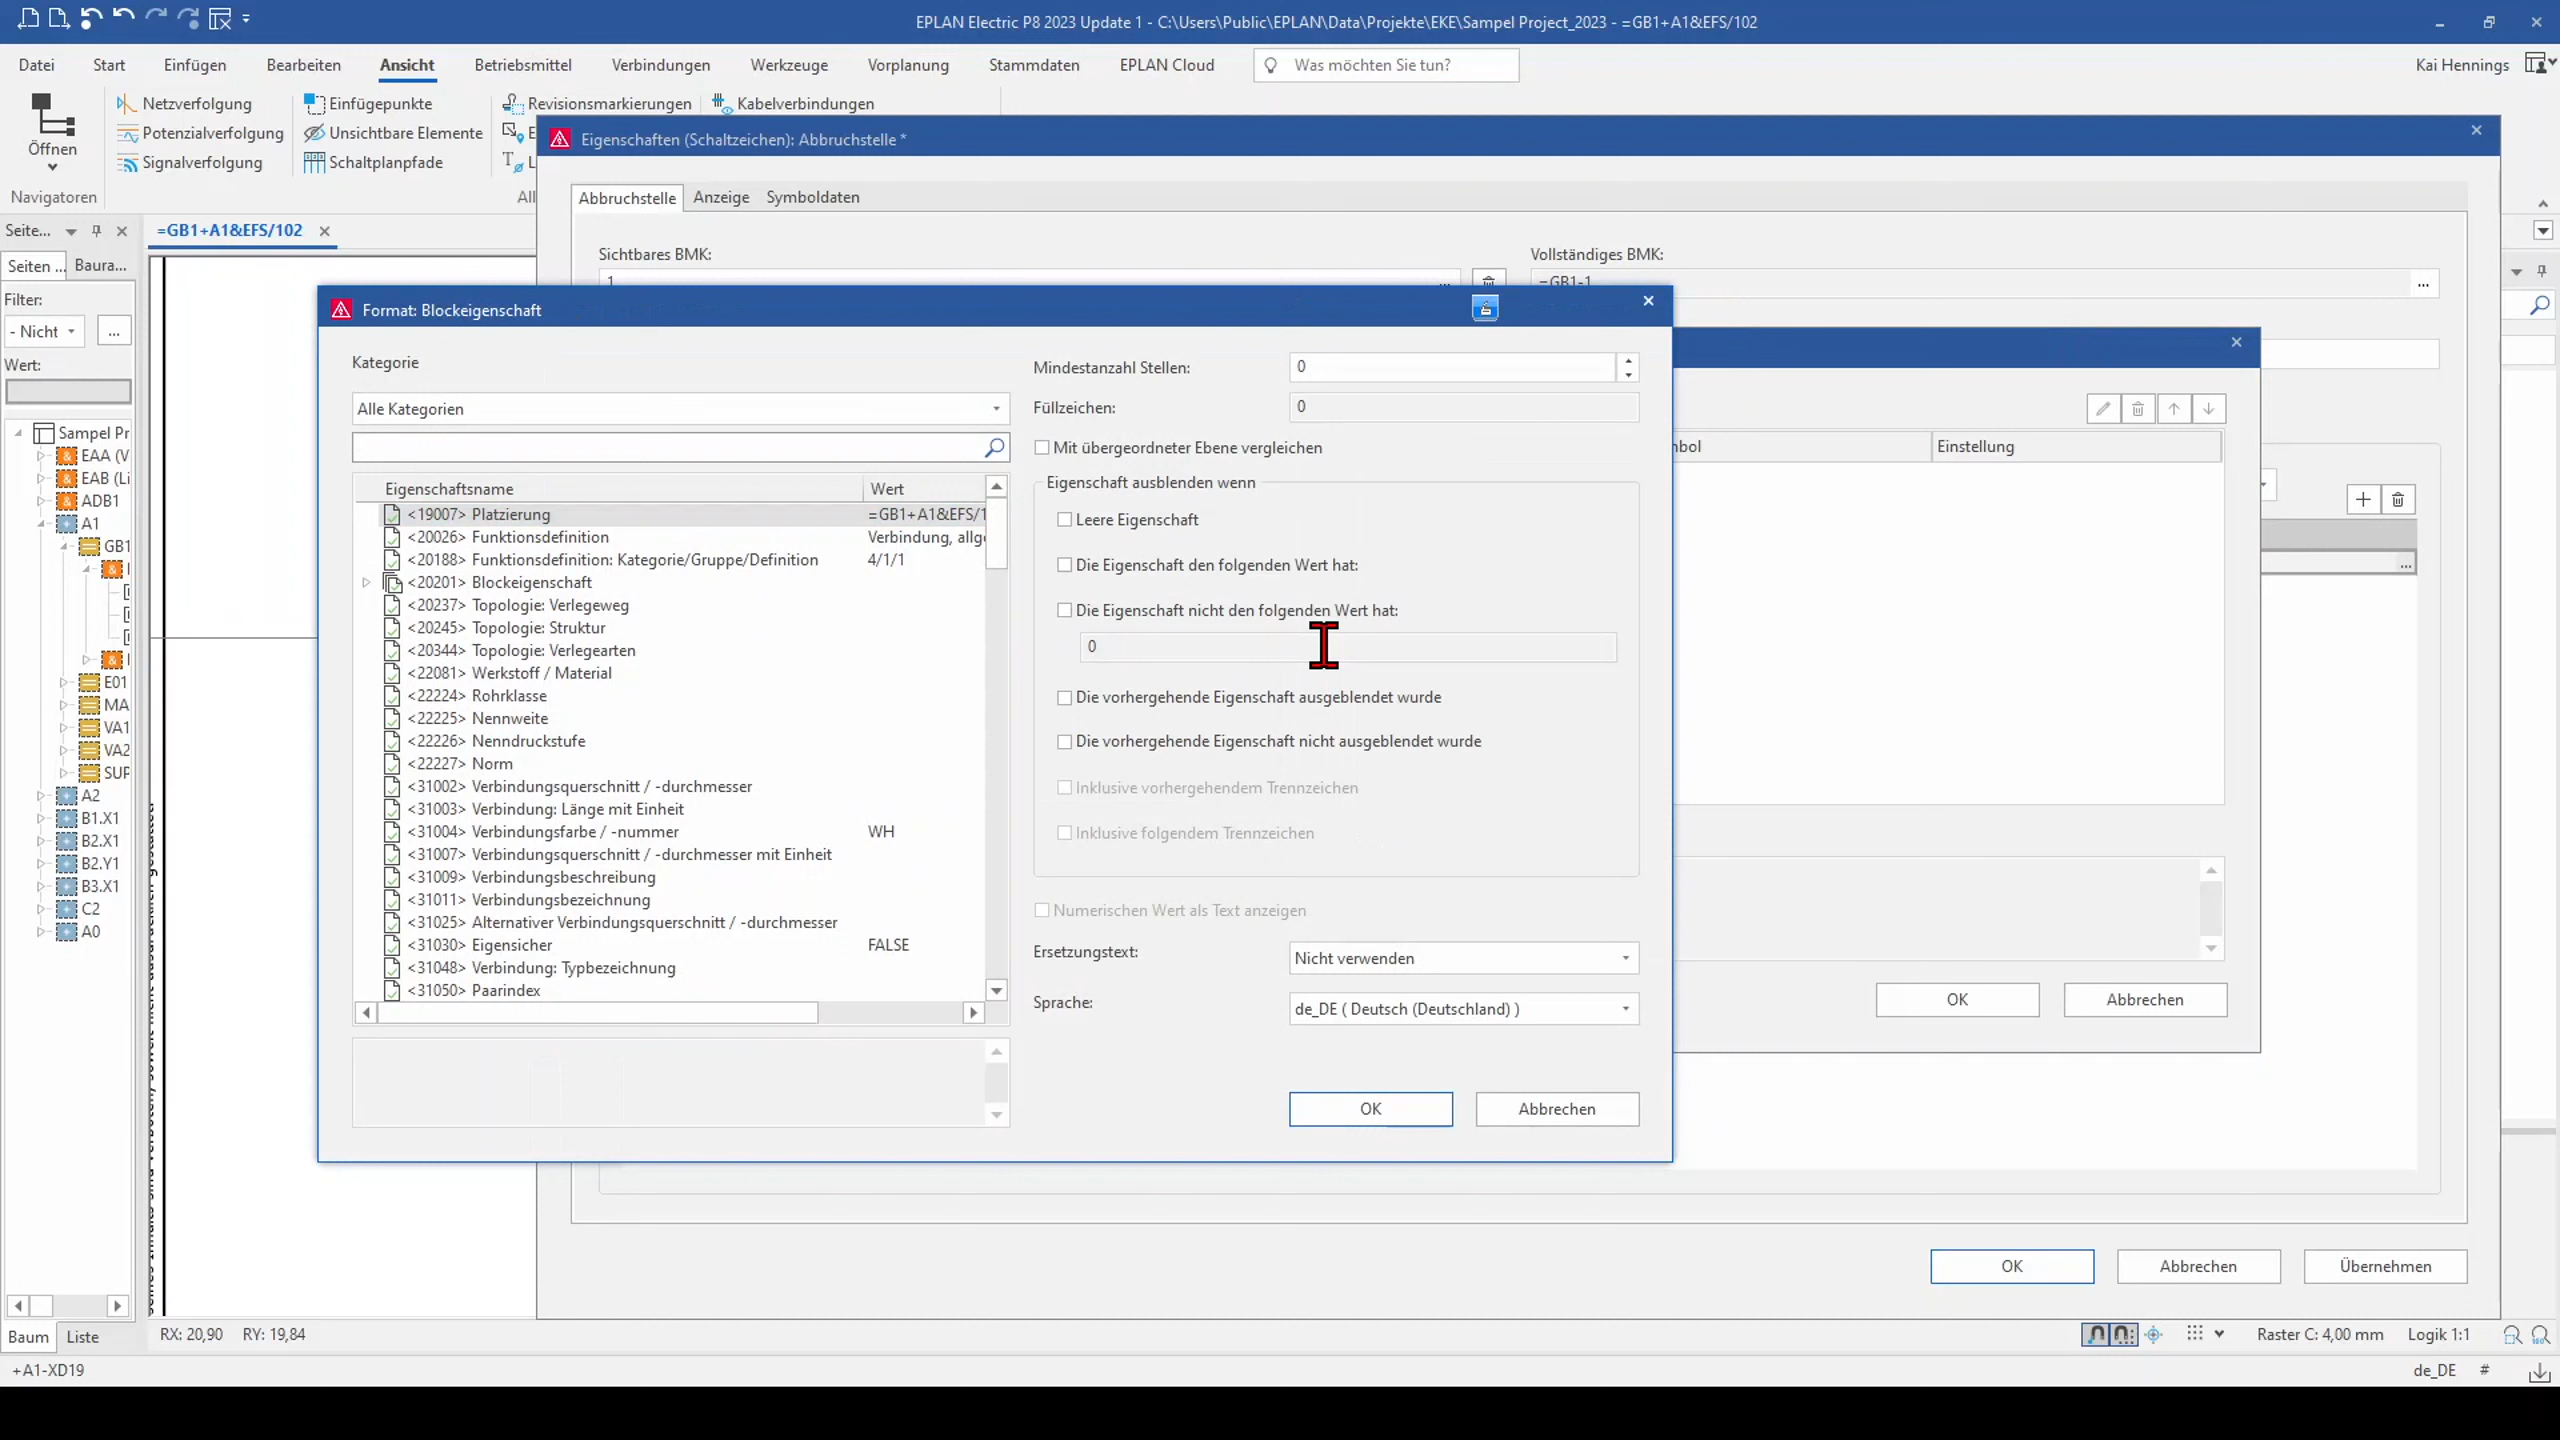 EPLAN Electric P8 2023 Update 1 - C:\Users\Public\EPLAN\Data\Projekte\EKE\Sampel Project_2023 - =GB1+A1&EFS/102
Datei Start Einfügen Bearbeiten Ansicht Betriebsmittel Verbindungen Werkzeuge Vorplanung Stammdaten EPLAN Cloud Was möchten Sie tun? Kai Hennings
Netzverfolgung Einfügepunkte Revisionsmarkierungen Kabelverbindungen
Öffnen Potenzialverfolgung Unsichtbare Elemente E
Signalverfolgung Schaltplanpfade L
Navigatoren All
Eigenschaften (Schaltzeichen): Abbruchstelle *
Abbruchstelle Anzeige Symboldaten
Sichtbares BMK: Vollständiges BMK:
1 ... =GB1-1 ...
Seite... =GB1+A1&EFS/102
Seiten ... Baura...
Filter:
- Nicht ...
Wert:
Sampel Pr
EAA (V
EAB (Li
ADB1
A1
GB1
E01
MA
VA1
VA2
SUP
A2
B1.X1
B2.X1
B2.Y1
B3.X1
C2
A0
Baum Liste
Format: Blockeigenschaft
Kategorie
Alle Kategorien
Eigenschaftsname Wert
<19007> Platzierung =GB1+A1&EFS/1
<20026> Funktionsdefinition Verbindung, allge
<20188> Funktionsdefinition: Kategorie/Gruppe/Definition 4/1/1
<20201> Blockeigenschaft
<20237> Topologie: Verlegeweg
<20245> Topologie: Struktur
<20344> Topologie: Verlegearten
<22081> Werkstoff / Material
<22224> Rohrklasse
<22225> Nennweite
<22226> Nenndruckstufe
<22227> Norm
<31002> Verbindungsquerschnitt / -durchmesser
<31003> Verbindung: Länge mit Einheit
<31004> Verbindungsfarbe / -nummer WH
<31007> Verbindungsquerschnitt / -durchmesser mit Einheit
<31009> Verbindungsbeschreibung
<31011> Verbindungsbezeichnung
<31025> Alternativer Verbindungsquerschnitt / -durchmesser
<31030> Eigensicher FALSE
<31048> Verbindung: Typbezeichnung
<31050> Paarindex
Mindestanzahl Stellen: 0
Füllzeichen: 0
Mit übergeordneter Ebene vergleichen
Eigenschaft ausblenden wenn
Leere Eigenschaft
Die Eigenschaft den folgenden Wert hat:
Die Eigenschaft nicht den folgenden Wert hat:
0
Die vorhergehende Eigenschaft ausgeblendet wurde
Die vorhergehende Eigenschaft nicht ausgeblendet wurde
Inklusive vorhergehendem Trennzeichen
Inklusive folgendem Trennzeichen
Numerischen Wert als Text anzeigen
Ersetzungstext: Nicht verwenden
Sprache: de_DE ( Deutsch (Deutschland) )
OK Abbrechen
nbol Einstellung
...
OK Abbrechen
OK Abbrechen Übernehmen
RX: 20,90 RY: 19,84 Raster C: 4,00 mm Logik 1:1
+A1-XD19 de_DE #